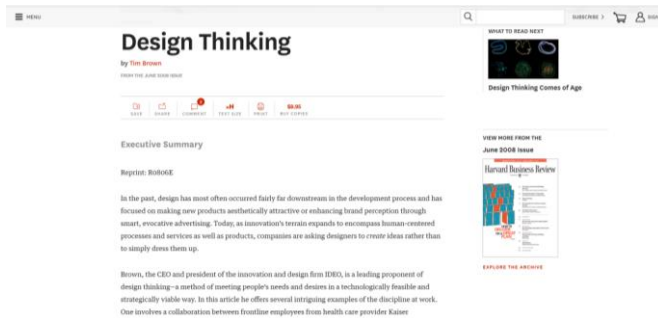 MENU
SUBSCRIBE
SIGN
Design Thinking
by Tim Brown
FROM THE JUNE 2008 ISSUE
SAVE SHARE COMMENT TEXT SIZE PRINT $8.95 BUY COPIES
Executive Summary
Reprint: R0806E
In the past, design has most often occurred fairly far downstream in the development process and has
focused on making new products aesthetically attractive or enhancing brand perception through
smart, evocative advertising. Today, as innovation's terrain expands to encompass human-centered
processes and services as well as products, companies are asking designers to create ideas rather than
to simply dress them up.
Brown, the CEO and president of the innovation and design firm IDEO, is a leading proponent of
design thinking–a method of meeting people's needs and desires in a technologically feasible and
strategically viable way. In this article he offers several intriguing examples of the discipline at work.
One involves a collaboration between frontline employees from health care provider Kaiser
WHAT TO READ NEXT
Design Thinking Comes of Age
VIEW MORE FROM THE
June 2008 Issue
Harvard Business Review
EXPLORE THE ARCHIVE